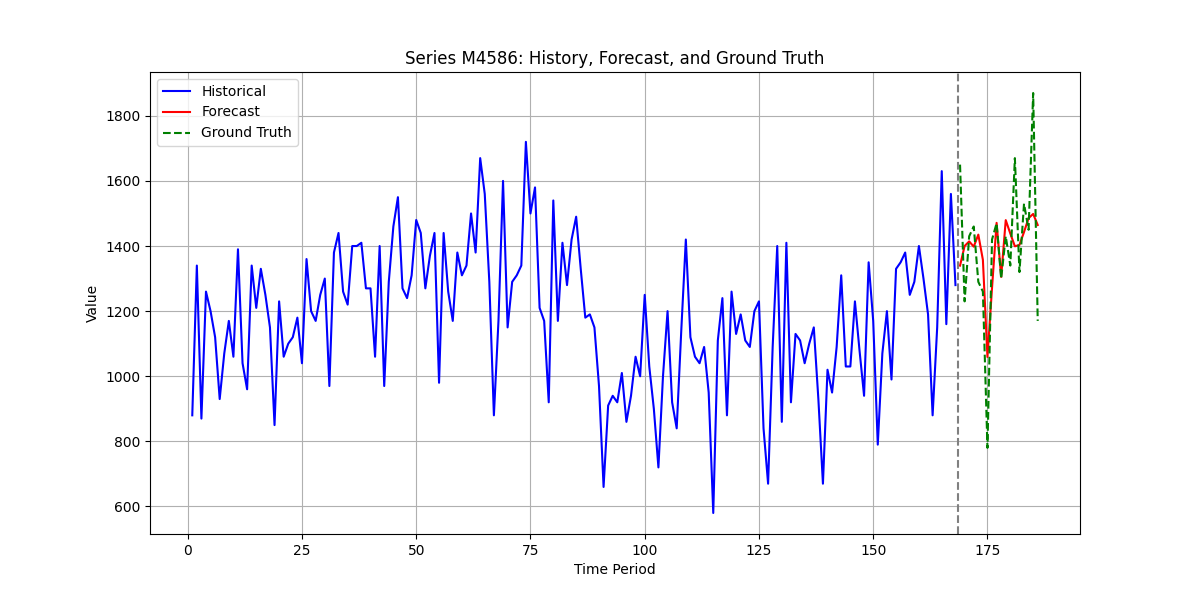 Series M4586: History, Forecast, and Ground Truth
Historical
Forecast
Ground Truth
1800
1600
1400
1200
1000
800
600
Value
0 25 50 75 100 125 150 175
Time Period